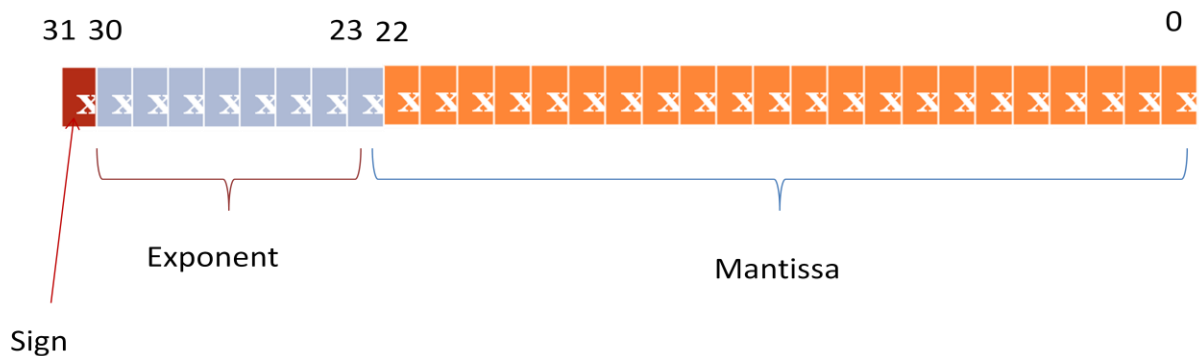 31 30 23 22 0
x x x x x x x x x x x x x x x x x x x x x x x x x x x x x x x
Exponent
Mantissa
Sign